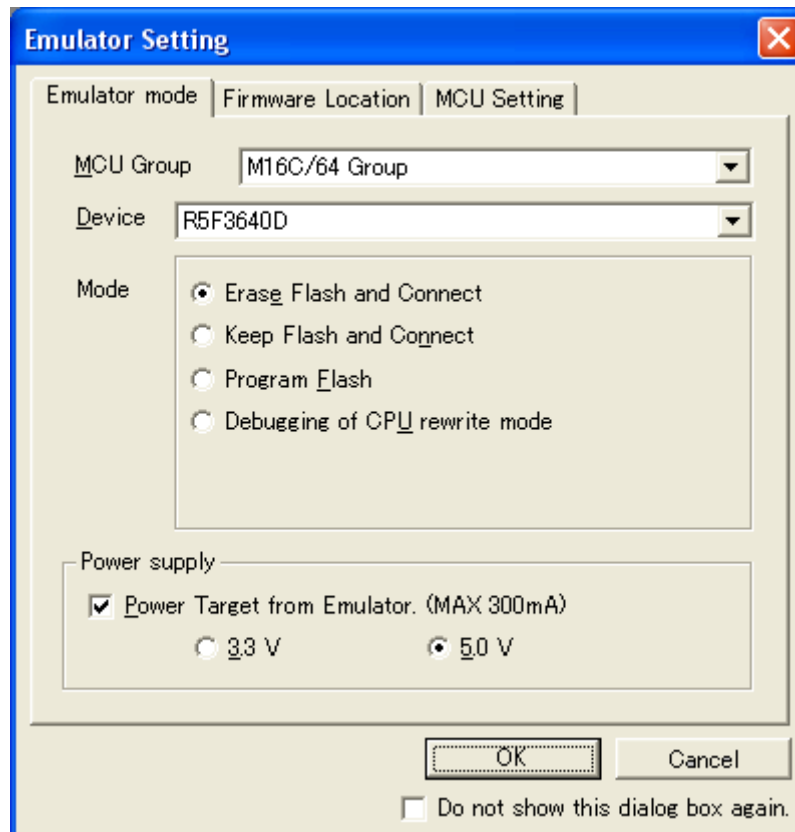 Emulator Setting
Emulator mode Firmware Location MCU Setting
MCU Group M16C/64 Group
Device R5F3640D
Mode
Erase Flash and Connect
Keep Flash and Connect
Program Flash
Debugging of CPU rewrite mode
Power supply
Power Target from Emulator. (MAX 300mA)
3.3 V 5.0 V
OK Cancel
Do not show this dialog box again.